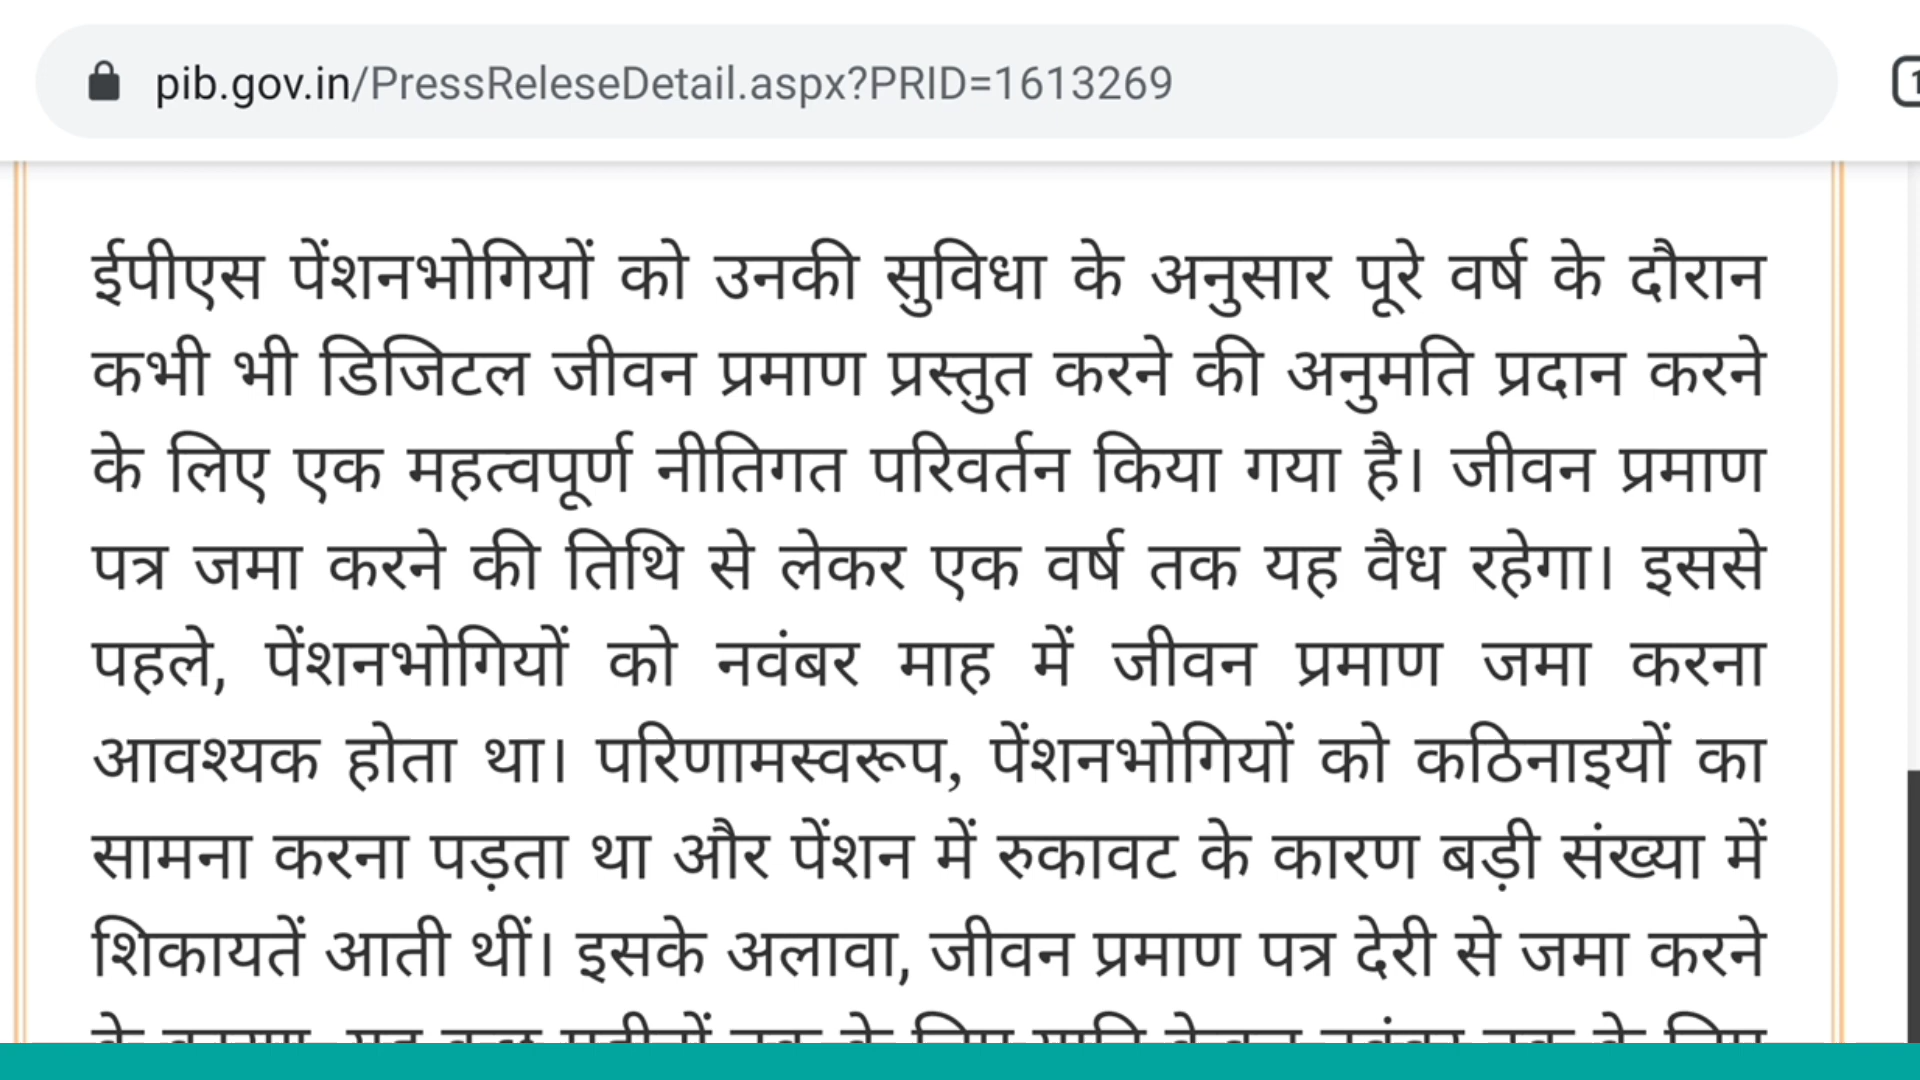 pib.gov.in/PressReleseDetail.aspx?PRID=1613269
ईपीएस पेंशनभोगियों को उनकी सुविधा के अनुसार पूरे वर्ष के दौरान
कभी भी डिजिटल जीवन प्रमाण प्रस्तुत करने की अनुमति प्रदान करने
के लिए एक महत्वपूर्ण नीतिगत परिवर्तन किया गया है। जीवन प्रमाण
पत्र जमा करने की तिथि से लेकर एक वर्ष तक यह वैध रहेगा। इससे
पहले, पेंशनभोगियों को नवंबर माह में जीवन प्रमाण जमा करना
आवश्यक होता था। परिणामस्वरूप, पेंशनभोगियों को कठिनाइयों का
सामना करना पड़ता था और पेंशन में रुकावट के कारण बड़ी संख्या में
शिकायतें आती थीं। इसके अलावा, जीवन प्रमाण पत्र देरी से जमा करने